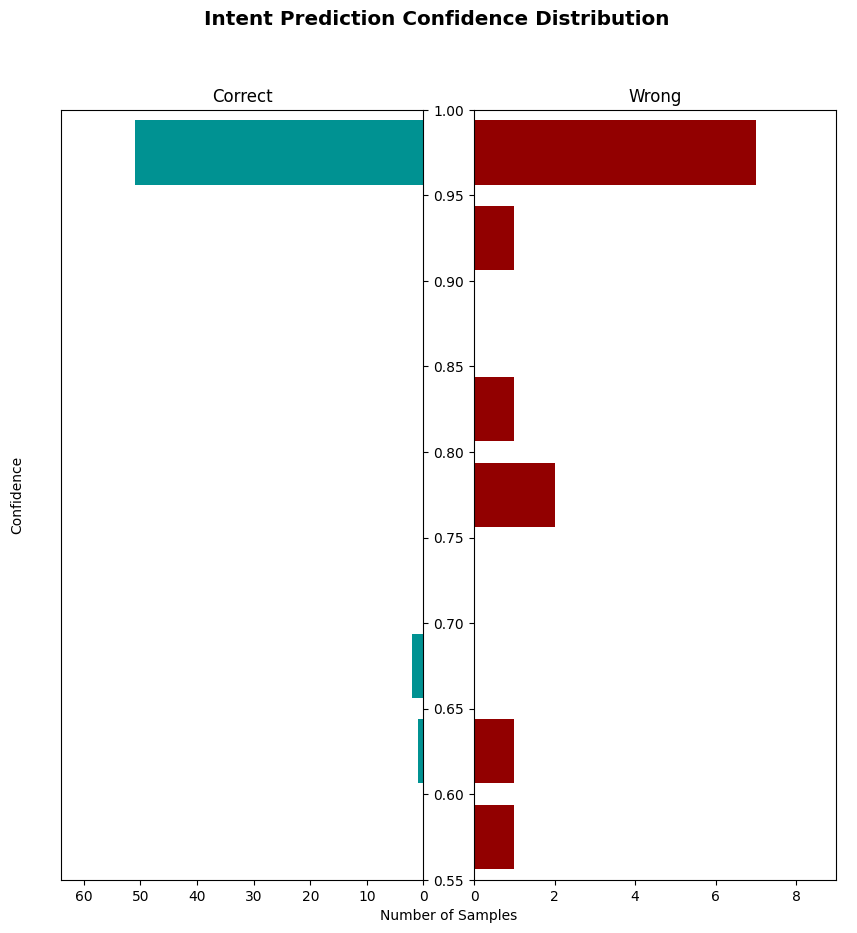 Intent Prediction Confidence Distribution
Correct
Wrong
1.00
0.95
0.90
0.85
0.80
0.75
0.70
0.65
0.60
0.55
Confidence
60 50 40 30 20 10 0
0 2 4 6 8
Number of Samples